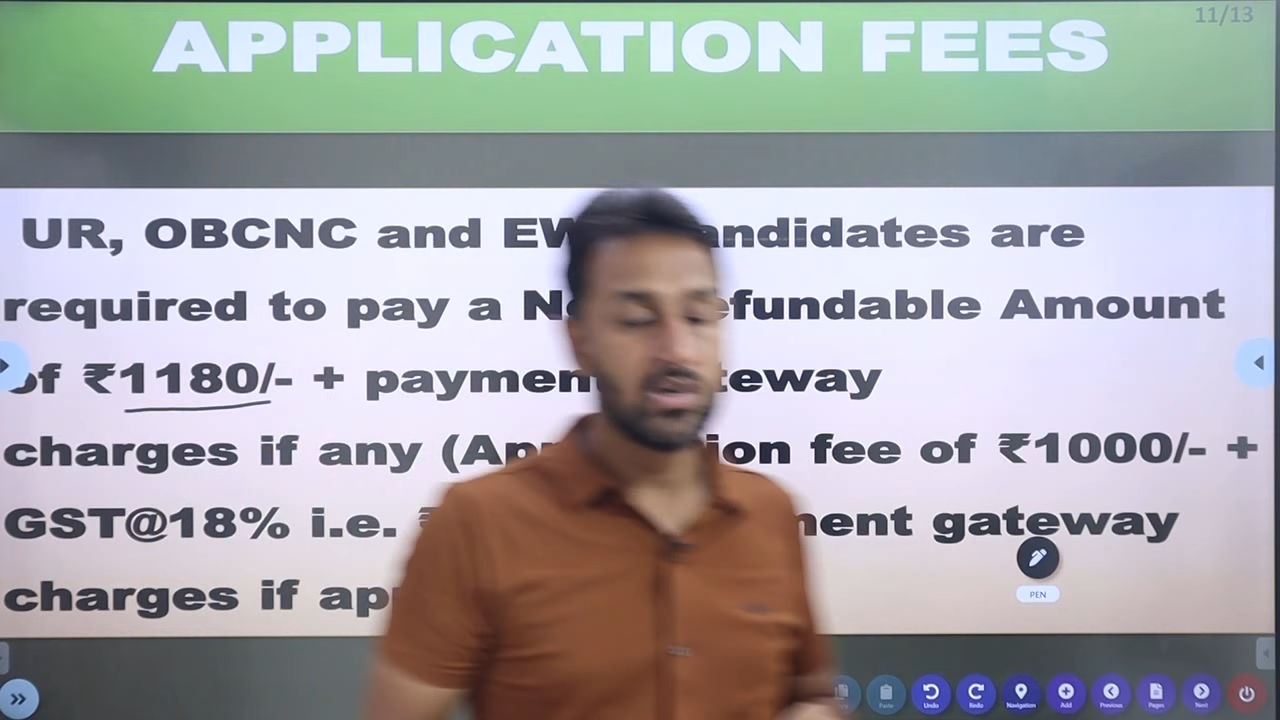 11/13
APPLICATION FEES
UR, OBCNC and EW andidates are
required to pay a N efundable Amount
of ₹1180/- + paymen teway
charges if any (Ap ion fee of ₹1000/- +
GST@18% i.e. ment gateway
charges if ap
PEN
Paste
Undo
Redo
Navigation
Add
Previous
Pages
Next